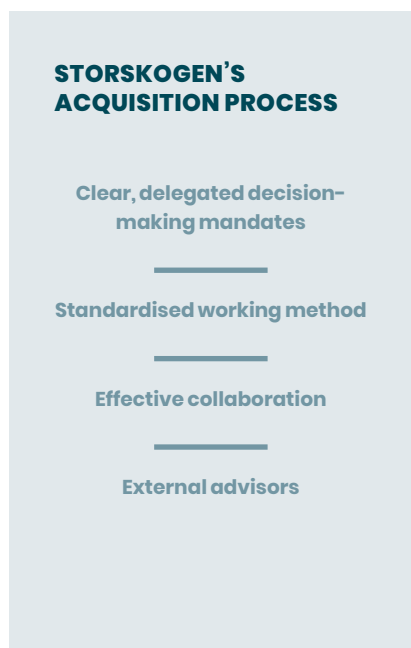 STORSKOGEN’S
ACQUISITION PROCESS
Clear, delegated decision-
making mandates
Standardised working method
Effective collaboration
External advisors